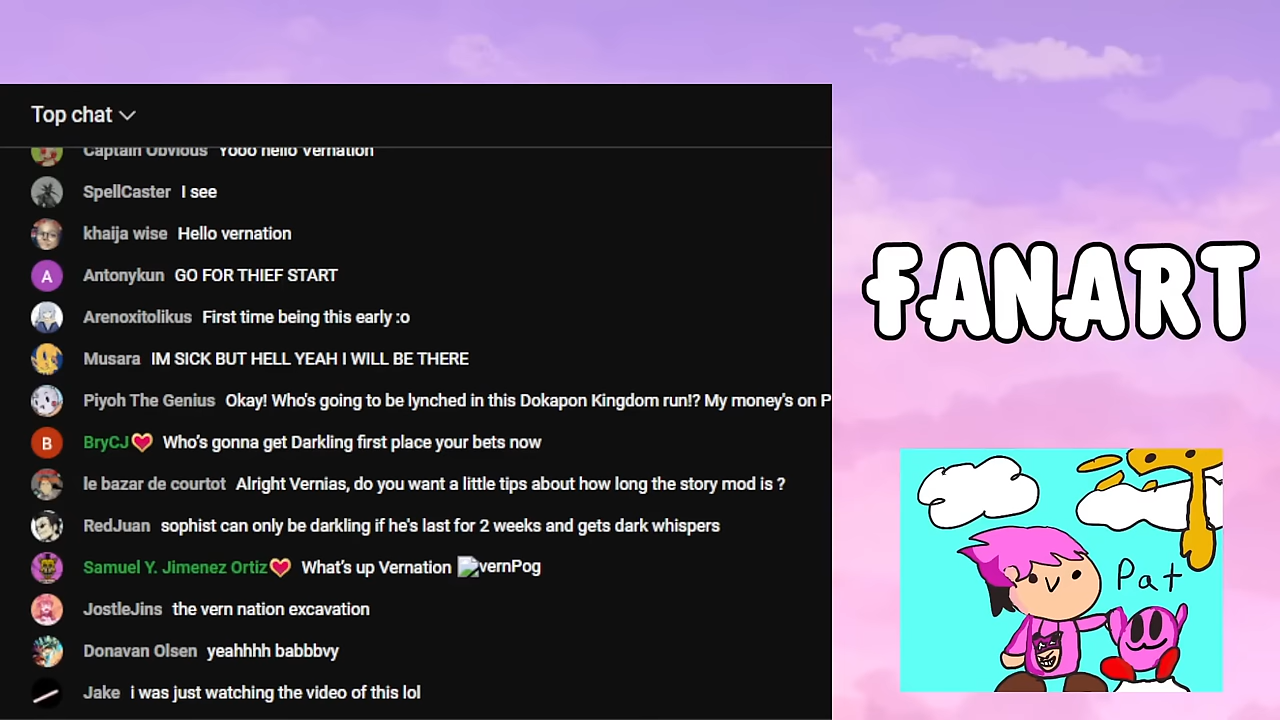 Top chat
Captain Obvious Yooo hello Vernation
SpellCaster I see
khaija wise Hello vernation
A Antonykun GO FOR THIEF START
Arenoxitolikus First time being this early :o
Musara IM SICK BUT HELL YEAH I WILL BE THERE
Piyoh The Genius Okay! Who's going to be lynched in this Dokapon Kingdom run!? My money's on P
B BryCJ Who's gonna get Darkling first place your bets now
le bazar de courtot Alright Vernias, do you want a little tips about how long the story mod is ?
RedJuan sophist can only be darkling if he's last for 2 weeks and gets dark whispers
Samuel Y. Jimenez Ortiz What's up Vernation vernPog
JostleJins the vern nation excavation
Donavan Olsen yeahhhh babbbvy
Jake i was just watching the video of this lol
FANART
Pat